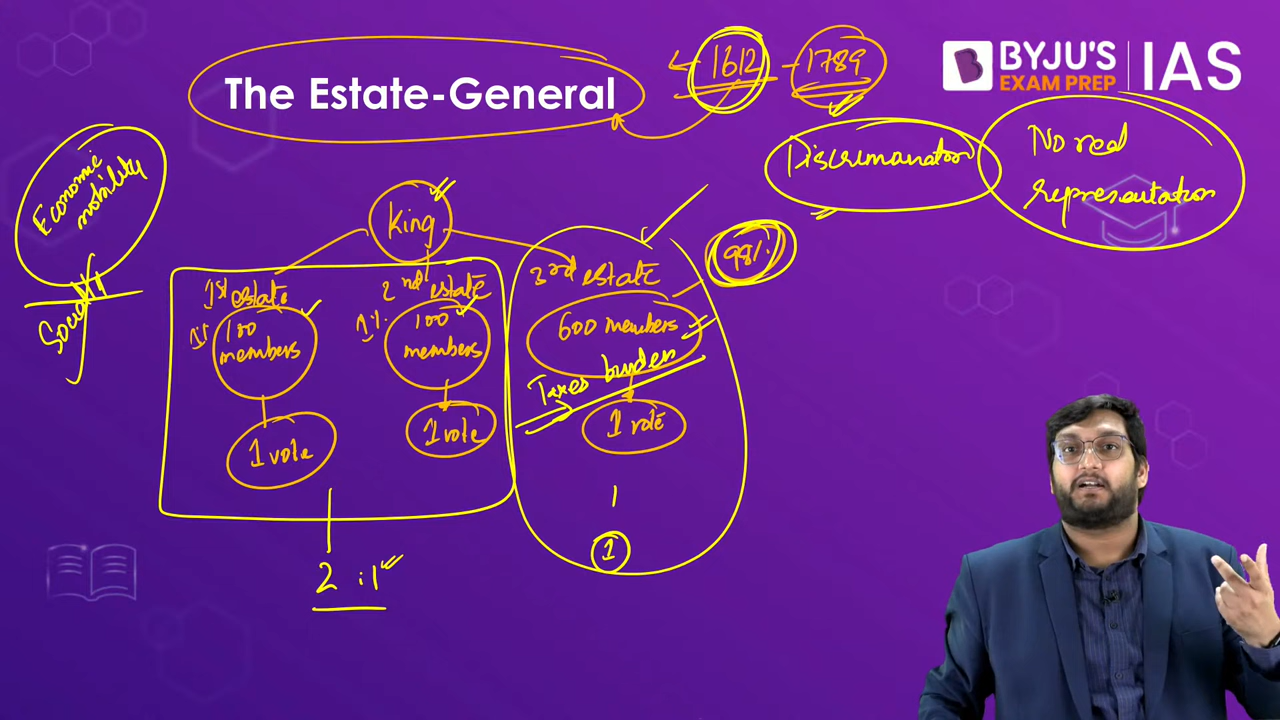 The Estate-General
1612 - 1789
BYJU'S
EXAM PREP
IAS
Discrimanation
No real
representation
Economic
mobility
Society
King
1st estate
1%
100
members
1 vote
2nd estate
1%
100
members
1 vote
3rd estate
98%
600 members
Taxes burden
1 vote
1
2:1